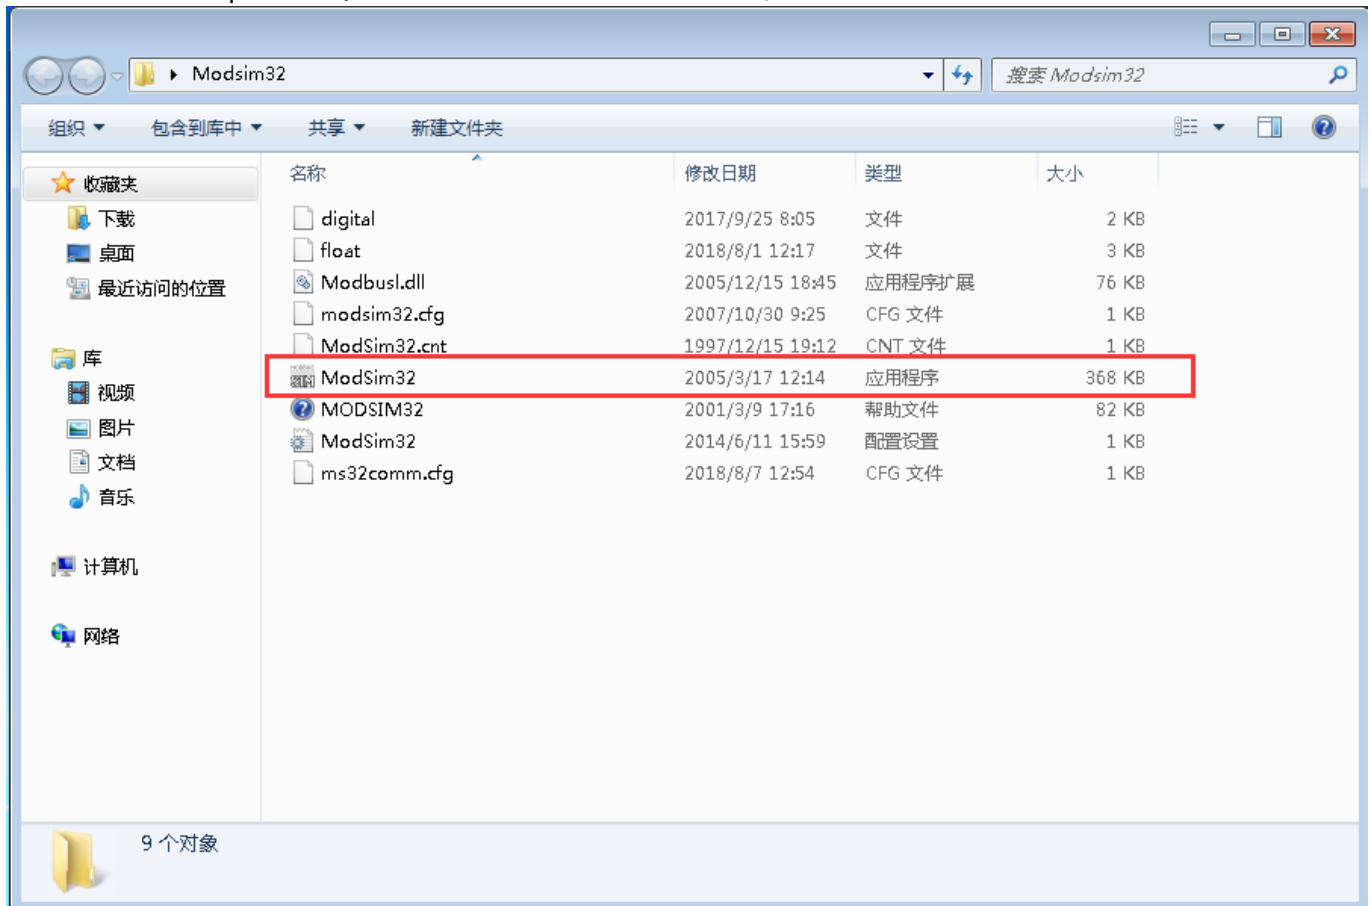 Modsim32
搜索 Modsim32
组织 包含到库中 共享 新建文件夹
名称 修改日期 类型 大小
收藏夹
下载
桌面
最近访问的位置
库
视频
图片
文档
音乐
计算机
网络
digital 2017/9/25 8:05 文件 2 KB
float 2018/8/1 12:17 文件 3 KB
Modbusl.dll 2005/12/15 18:45 应用程序扩展 76 KB
modsim32.cfg 2007/10/30 9:25 CFG 文件 1 KB
ModSim32.cnt 1997/12/15 19:12 CNT 文件 1 KB
ModSim32 2005/3/17 12:14 应用程序 368 KB
MODSIM32 2001/3/9 17:16 帮助文件 82 KB
ModSim32 2014/6/11 15:59 配置设置 1 KB
ms32comm.cfg 2018/8/7 12:54 CFG 文件 1 KB
9 个对象